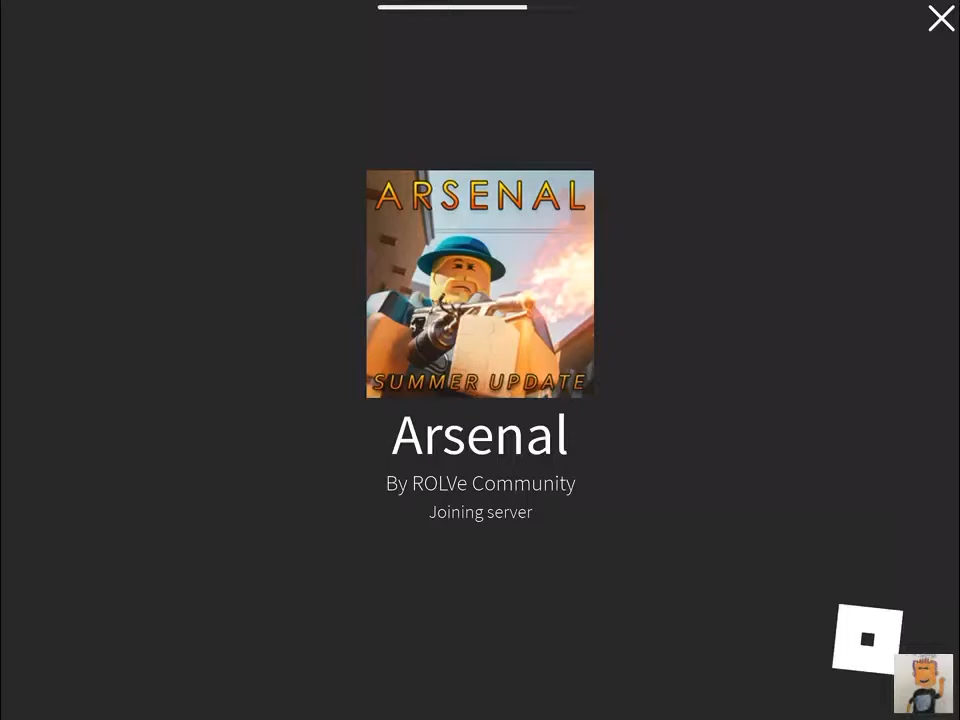 ARSENAL
SUMMER UPDATE
Arsenal
By ROLVe Community
Joining server